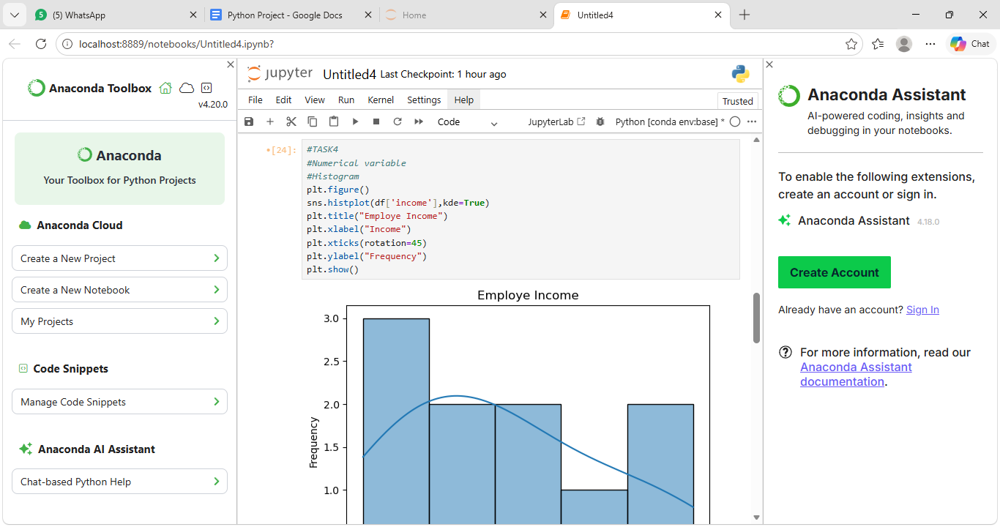 5
(5) WhatsApp
Python Project - Google Docs
Home
Untitled4
localhost:8889/notebooks/Untitled4.ipynb?
Chat
Anaconda Toolbox
v4.20.0
Anaconda
Your Toolbox for Python Projects
Anaconda Cloud
Create a New Project
Create a New Notebook
My Projects
Code Snippets
Manage Code Snippets
Anaconda AI Assistant
Chat-based Python Help
jupyter Untitled4 Last Checkpoint: 1 hour ago
File Edit View Run Kernel Settings Help
Trusted
Code
JupyterLab
Python [conda env:base] *
[24]:
#TASK4
#Numerical variable
#Histogram
plt.figure()
sns.histplot(df['income'],kde=True)
plt.title("Employe Income")
plt.xlabel("Income")
plt.xticks(rotation=45)
plt.ylabel("Frequency")
plt.show()
Employe Income
3.0
2.5
2.0
1.5
1.0
Frequency
Anaconda Assistant
AI-powered coding, insights and
debugging in your notebooks.
To enable the following extensions,
create an account or sign in.
Anaconda Assistant 4.18.0
Create Account
Already have an account? Sign In
For more information, read our
Anaconda Assistant
documentation.